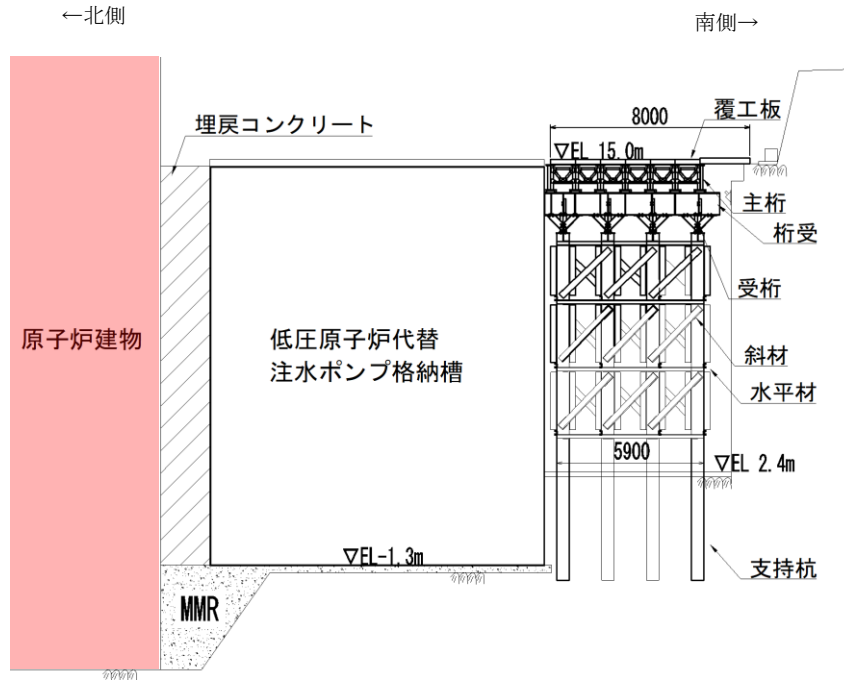 ←北側
南側→
埋戻コンクリート
8000
覆工板
▽EL 15.0m
主桁
桁受
受桁
原子炉建物
低圧原子炉代替
注水ポンプ格納槽
斜材
水平材
5900
▽EL 2.4m
▽EL-1.3m
支持杭
MMR